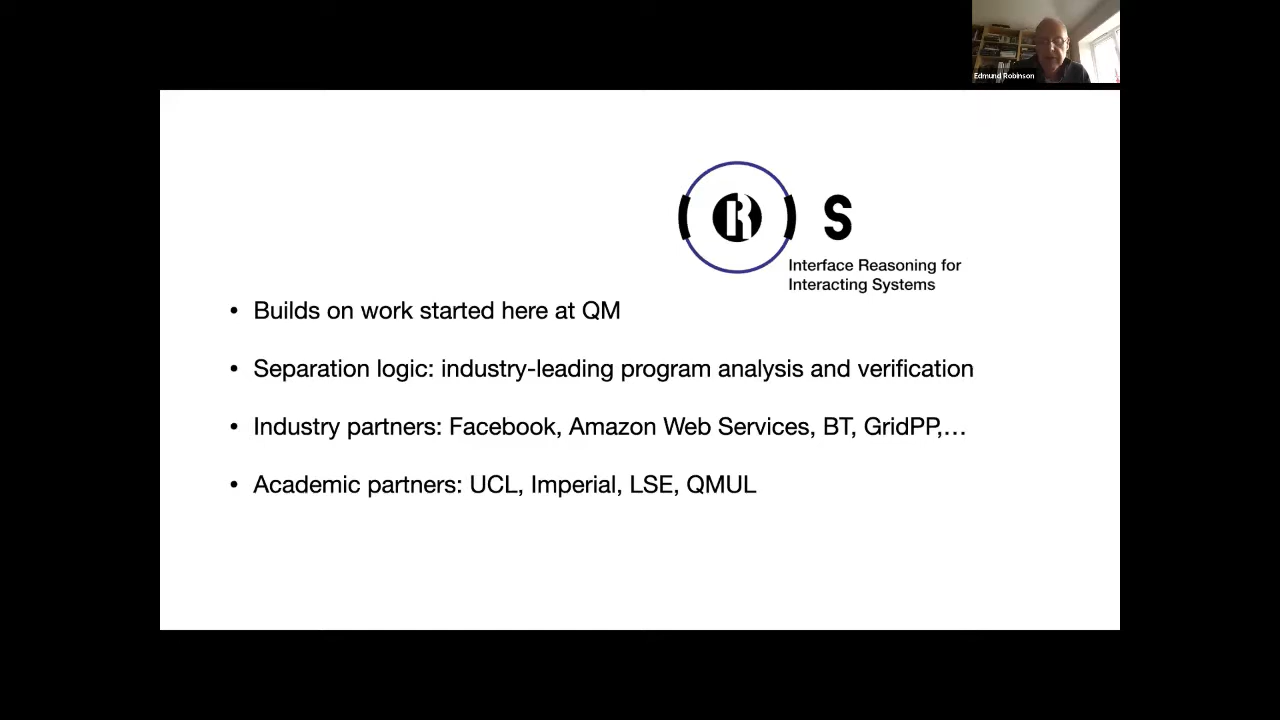 Edmund Robinson
IRIS
Interface Reasoning for
Interacting Systems
• Builds on work started here at QM
• Separation logic: industry-leading program analysis and verification
• Industry partners: Facebook, Amazon Web Services, BT, GridPP,…
• Academic partners: UCL, Imperial, LSE, QMUL